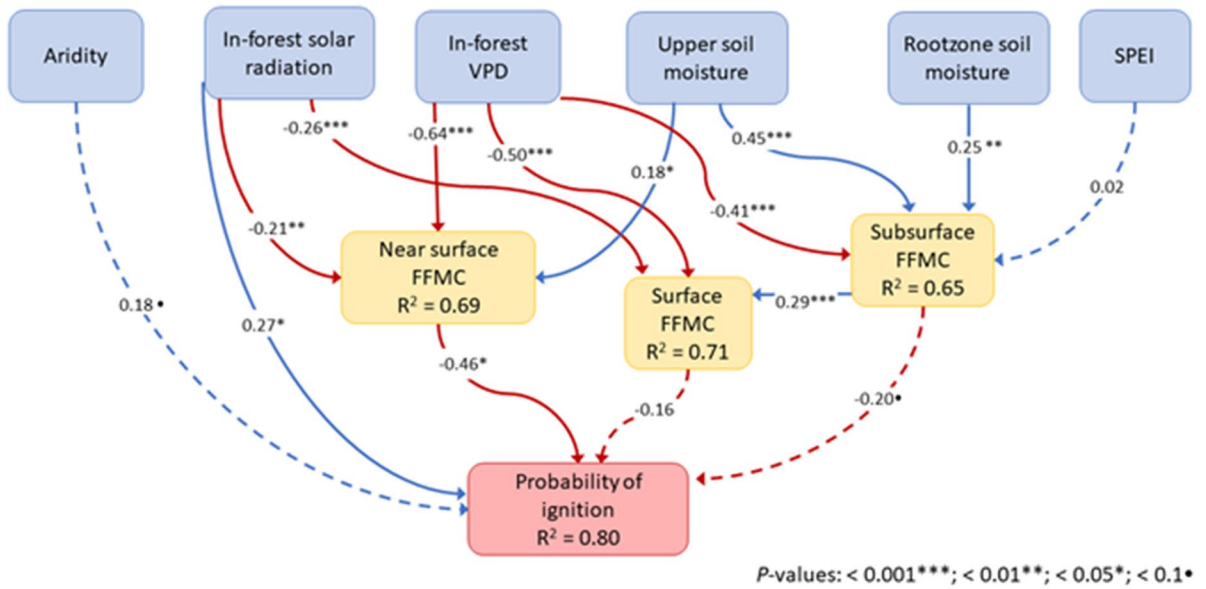 Aridity
In-forest solar
radiation
In-forest
VPD
Upper soil
moisture
Rootzone soil
moisture
SPEI
-0.26***
-0.64***
-0.50***
0.18*
0.45***
0.25 **
0.02
-0.21**
-0.41***
Near surface
FFMC
R² = 0.69
Surface
FFMC
R² = 0.71
Subsurface
FFMC
R² = 0.65
0.29***
0.18•
0.27*
-0.46*
-0.16
-0.20•
Probability of
ignition
R² = 0.80
P-values: < 0.001***; < 0.01**; < 0.05*; < 0.1•